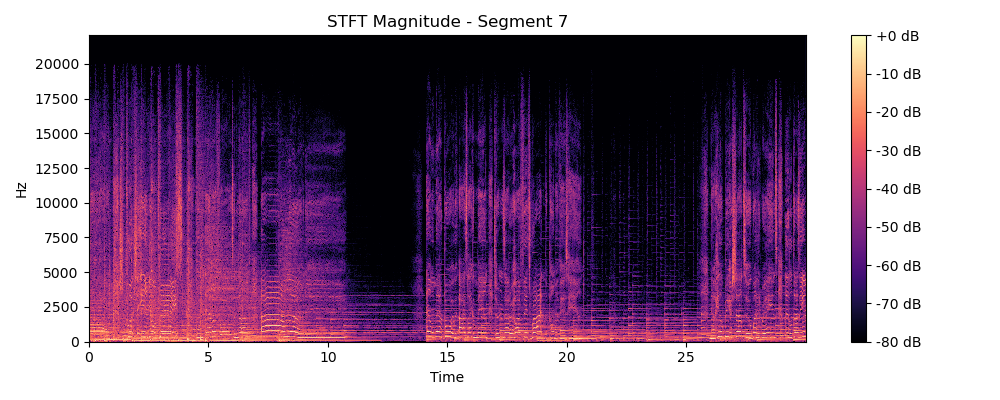 STFT Magnitude - Segment 7
20000
17500
15000
12500
10000
7500
5000
2500
0
Hz
0 5 10 15 20 25
Time
+0 dB
-10 dB
-20 dB
-30 dB
-40 dB
-50 dB
-60 dB
-70 dB
-80 dB